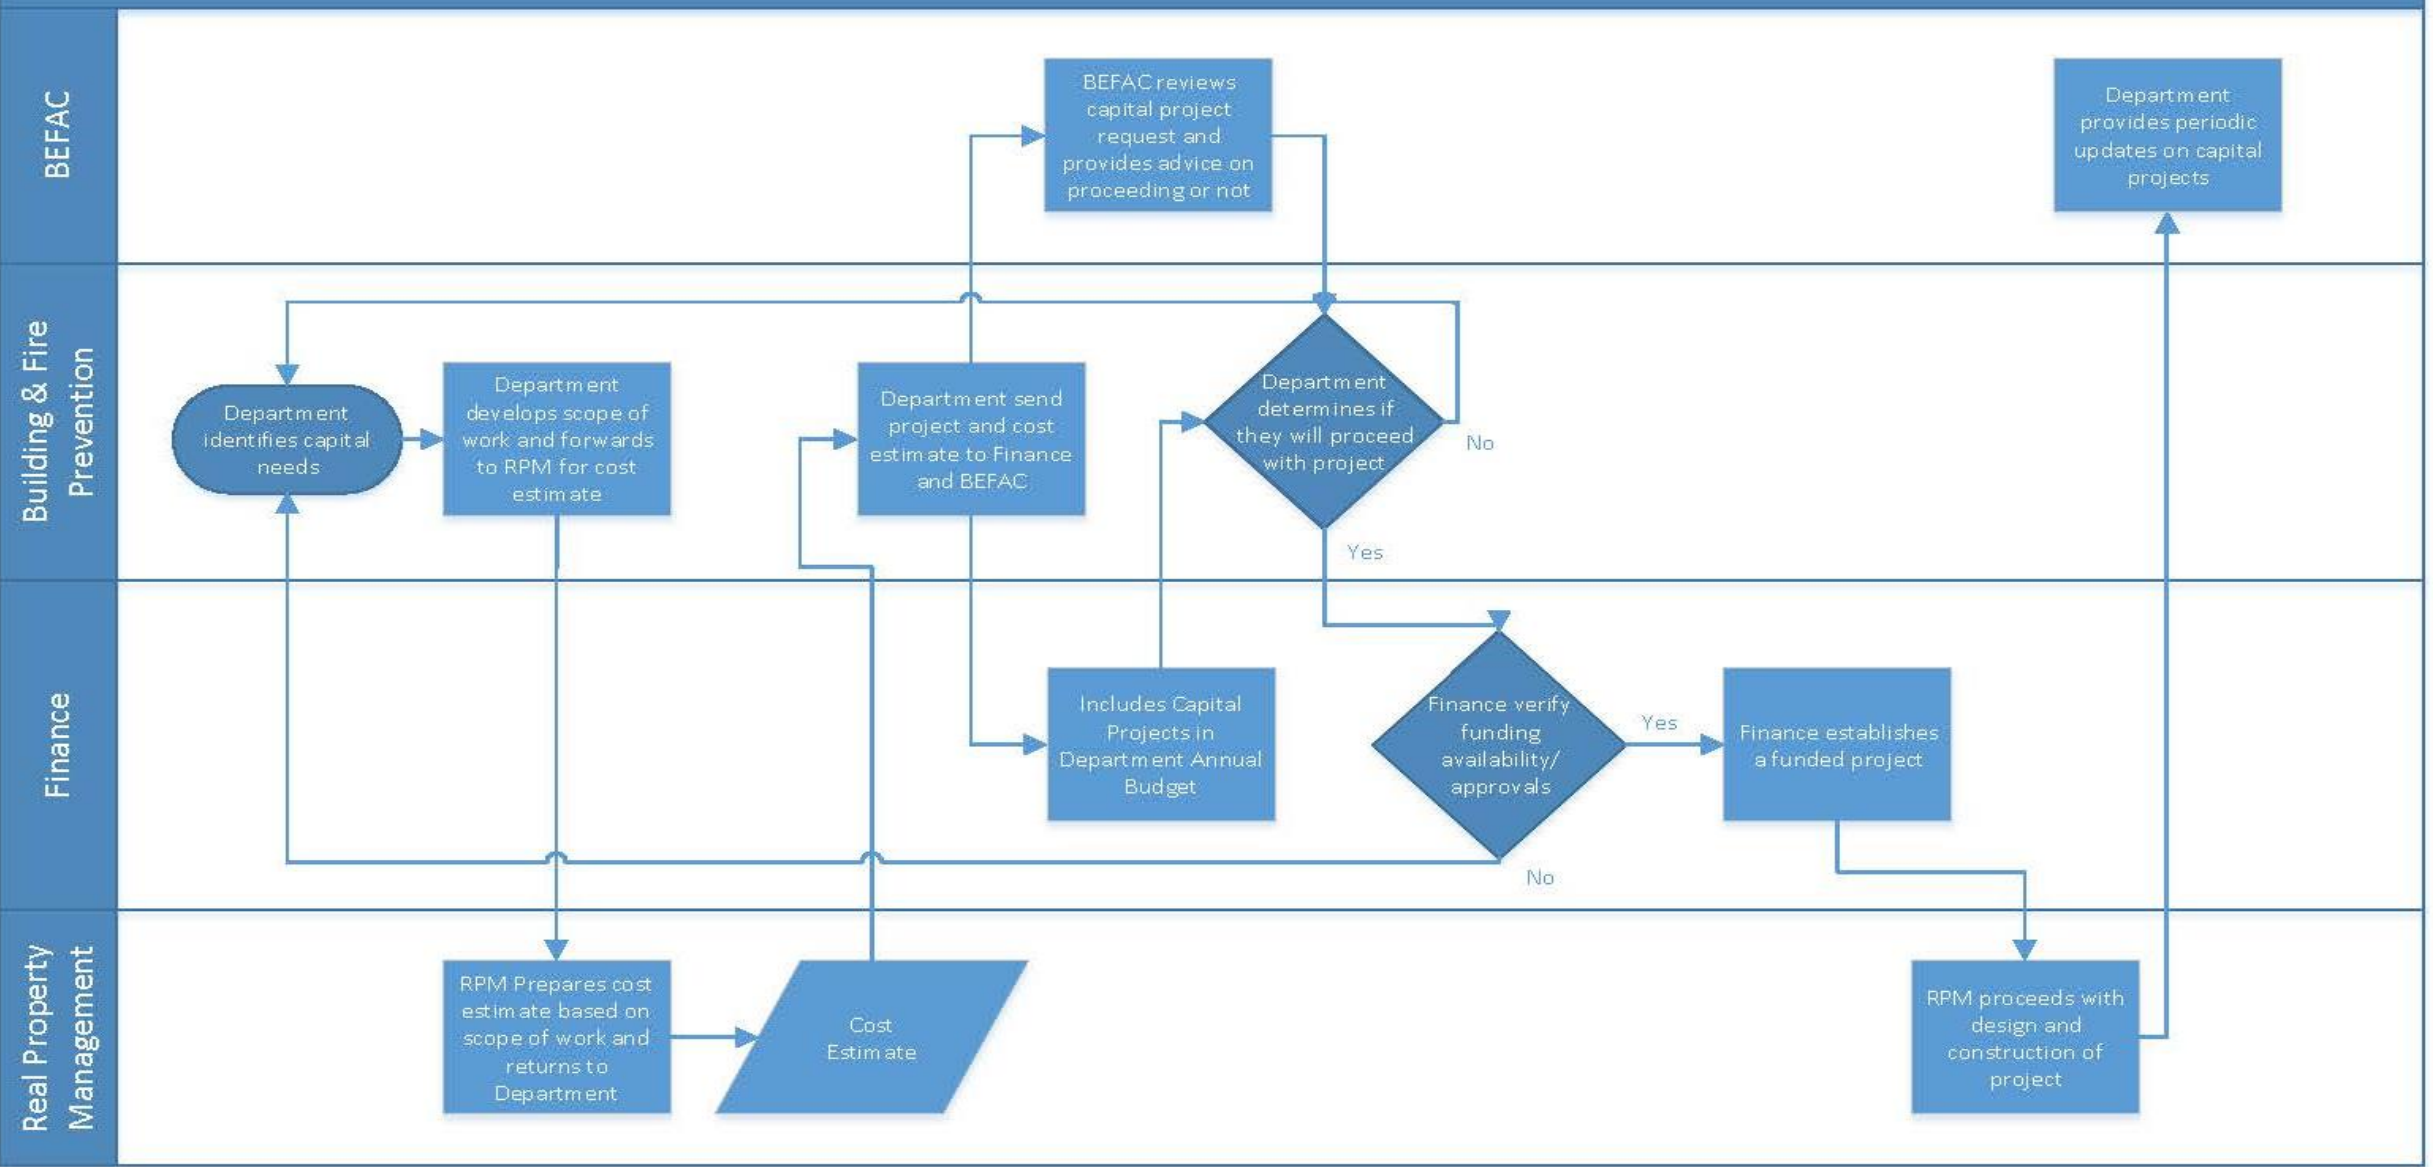 BEFAC
BEFAC reviews
capital project
request and
provides advice on
proceeding or not
Department
provides periodic
updates on capital
projects
Building & Fire
Prevention
Department
identifies capital
needs
Department
develops scope of
work and forwards
to RPM for cost
estimate
Department send
project and cost
estimate to Finance
and BEFAC
Department
determines if
they will proceed
with project
No
Yes
Finance
Includes Capital
Projects in
Department Annual
Budget
Finance verify
funding
availability/
approvals
Yes
No
Finance establishes
a funded project
Real Property
Management
RPM Prepares cost
estimate based on
scope of work and
returns to
Department
Cost
Estimate
RPM proceeds with
design and
construction of
project